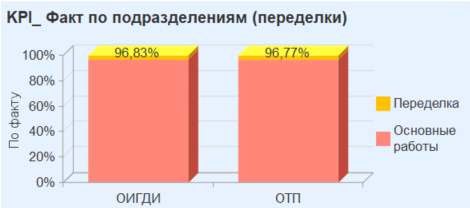 KPI_ Факт по подразделениям (переделки)
100%
80%
60%
40%
20%
0%
По факту
96,83%
96,77%
ОИГДИ
ОТП
Переделка
Основные
работы